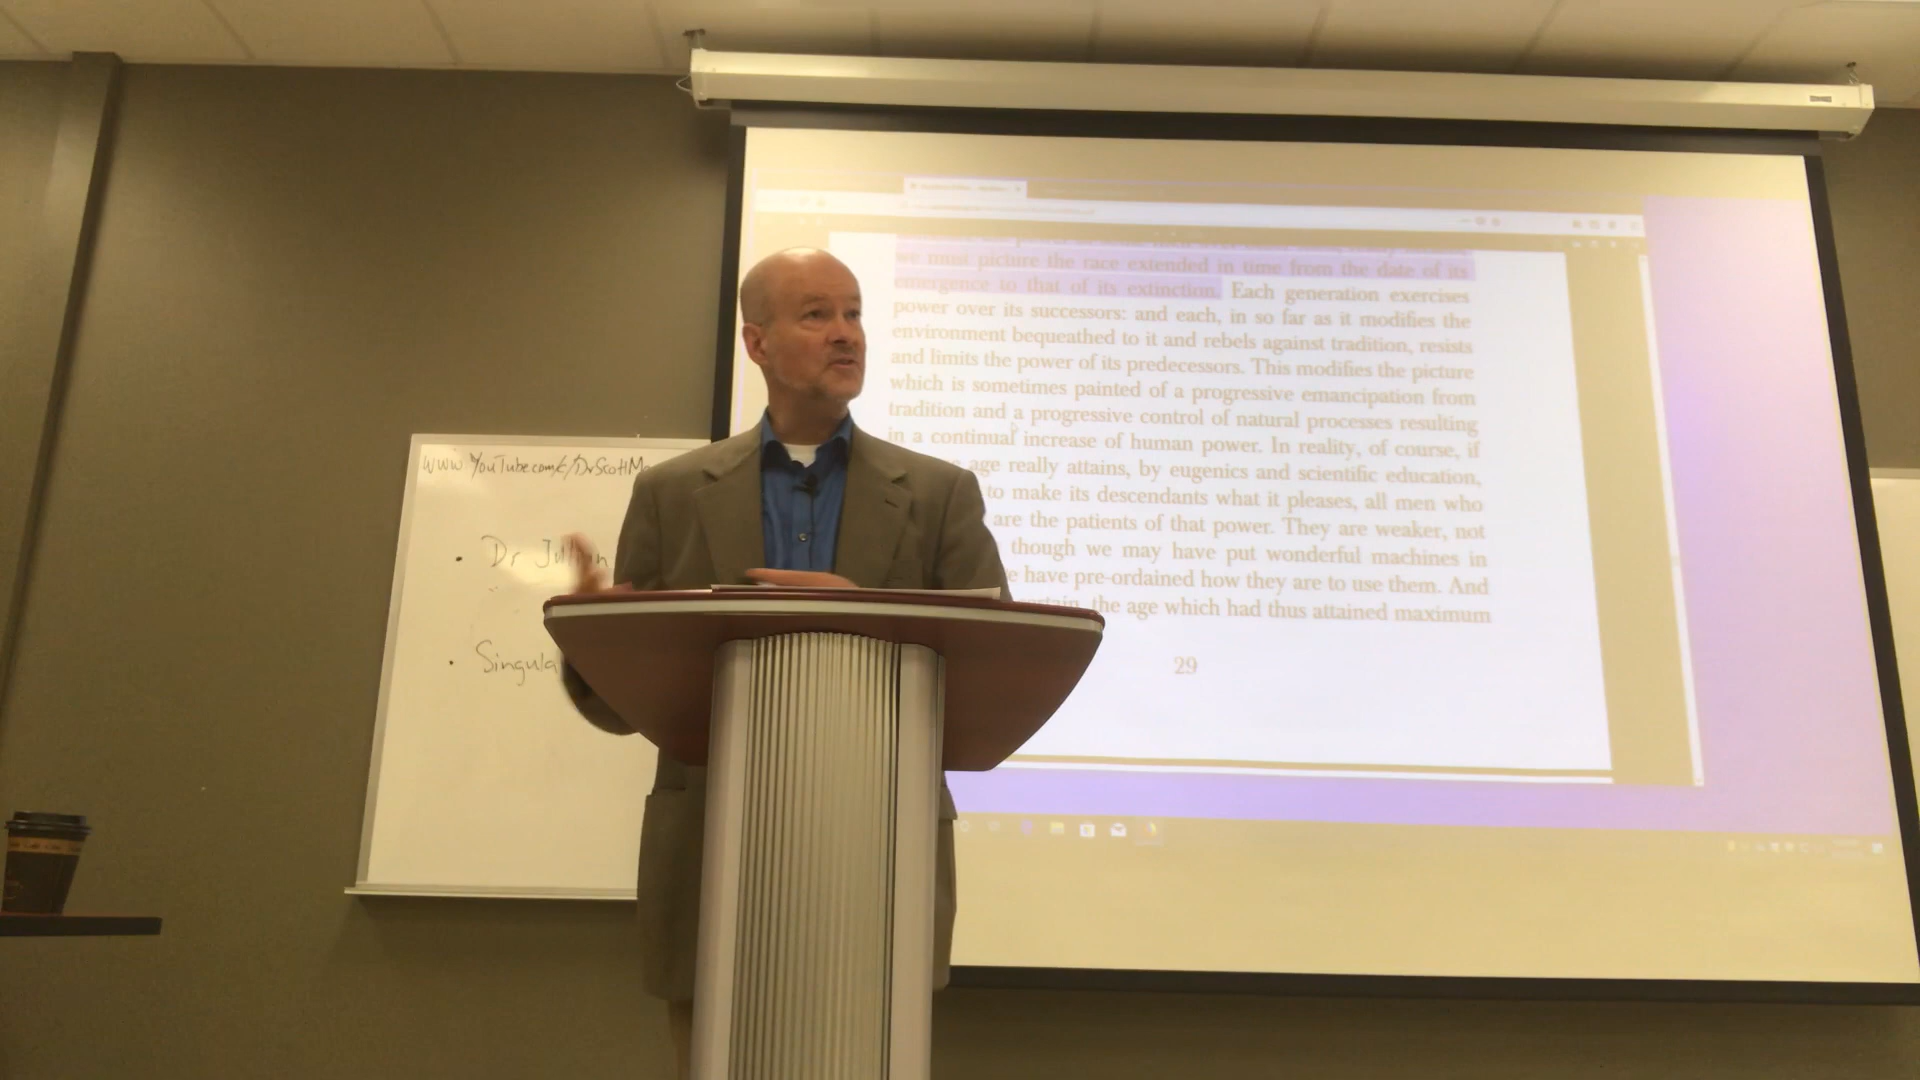 www YouTube.com/c/DrScottMa
• Dr Julian
• Singula
we must picture the race extended in time from the date of its
emergence to that of its extinction. Each generation exercises
power over its successors: and each, in so far as it modifies the
environment bequeathed to it and rebels against tradition, resists
and limits the power of its predecessors. This modifies the picture
which is sometimes painted of a progressive emancipation from
tradition and a progressive control of natural processes resulting
in a continual increase of human power. In reality, of course, if
age really attains, by eugenics and scientific education,
to make its descendants what it pleases, all men who
are the patients of that power. They are weaker, not
though we may have put wonderful machines in
have pre-ordained how they are to use them. And
the age which had thus attained maximum
29